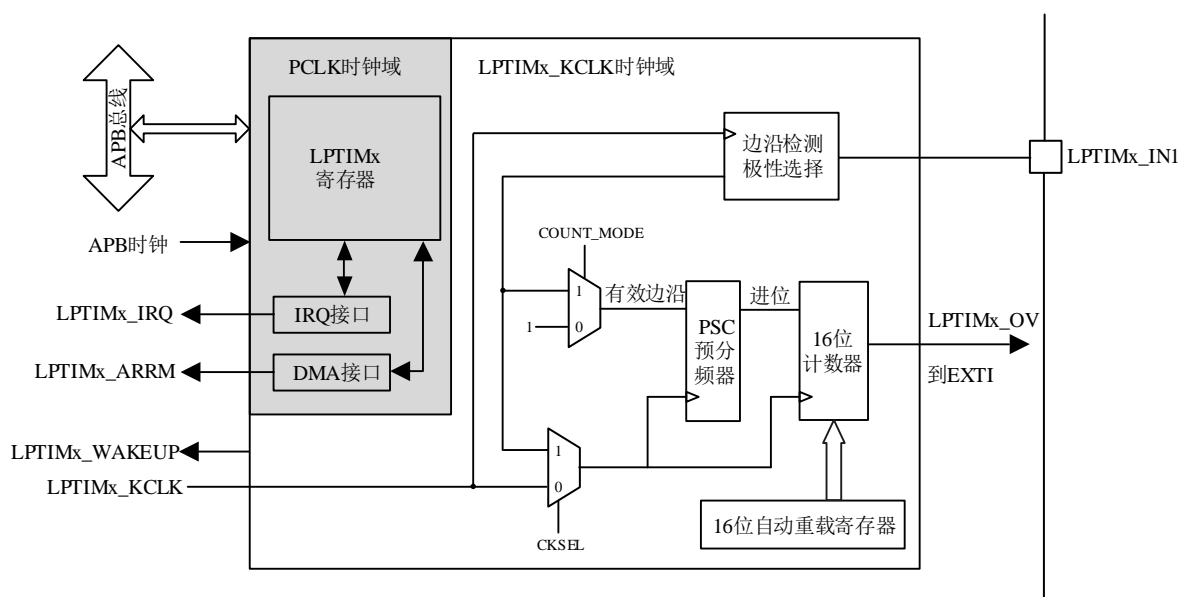 PCLK时钟域
LPTIMx_KCLK时钟域
APB总线
LPTIMx
寄存器
边沿检测
极性选择
LPTIMx_IN1
APB时钟
COUNT_MODE
LPTIMx_IRQ
IRQ接口
1
有效边沿
进位
1
0
PSC
预分
频器
16位
计数器
LPTIMx_OV
到EXTI
LPTIMx_ARRM
DMA接口
LPTIMx_WAKEUP
LPTIMx_KCLK
1
0
CKSEL
16位自动重载寄存器